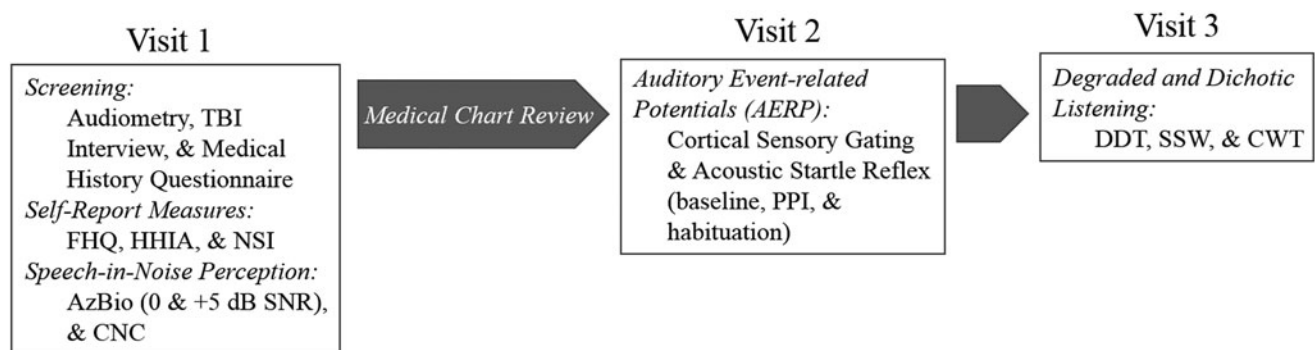 Visit 1
Screening:
Audiometry, TBI
Interview, & Medical
History Questionnaire
Self-Report Measures:
FHQ, HHIA, & NSI
Speech-in-Noise Perception:
AzBio (0 & +5 dB SNR),
& CNC
Medical Chart Review
Visit 2
Auditory Event-related
Potentials (AERP):
Cortical Sensory Gating
& Acoustic Startle Reflex
(baseline, PPI, &
habituation)
Visit 3
Degraded and Dichotic
Listening:
DDT, SSW, & CWT